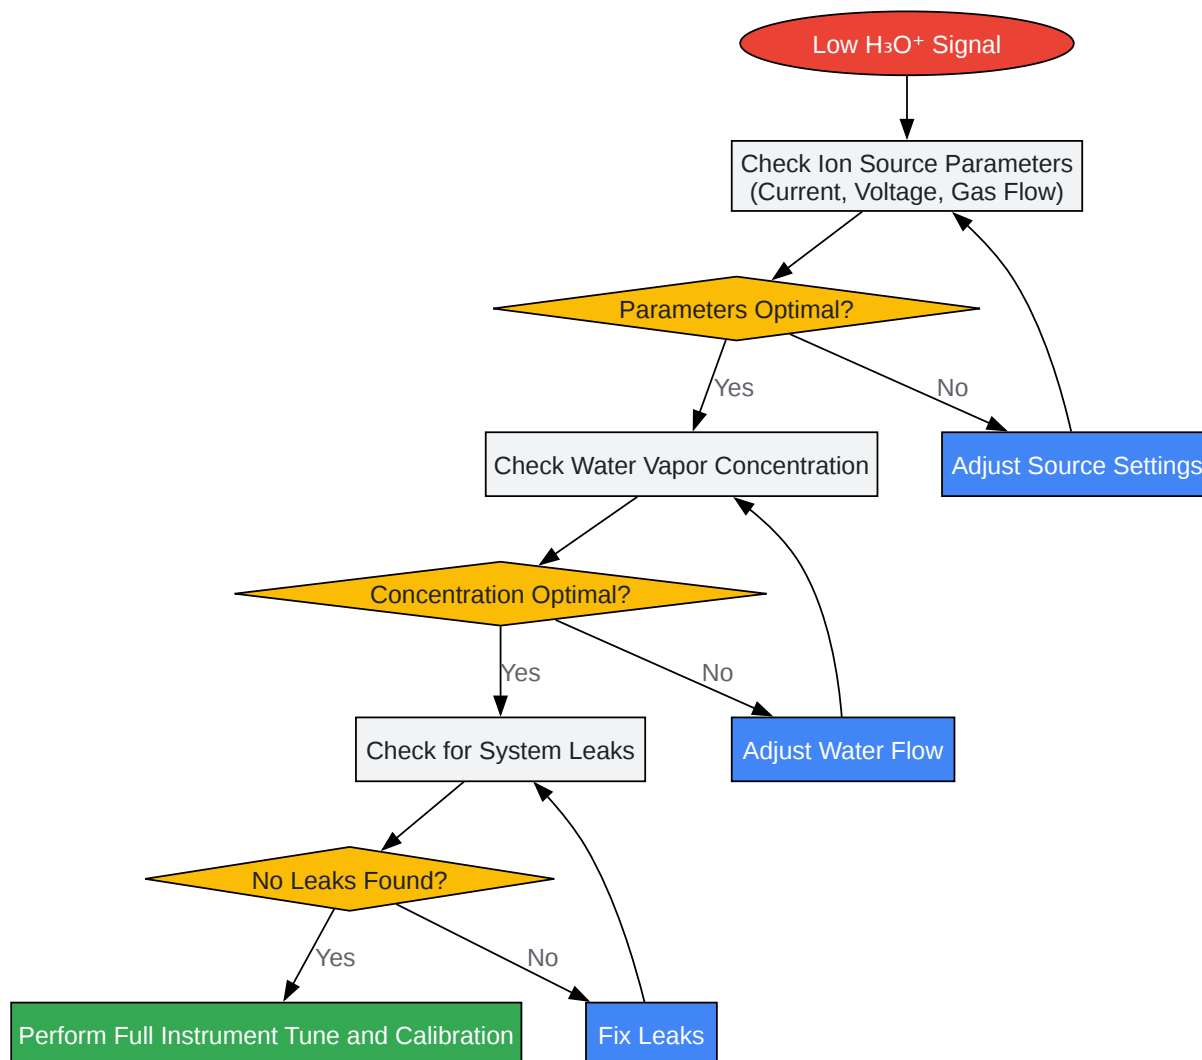 Low H₃O⁺ Signal
Check Ion Source Parameters
(Current, Voltage, Gas Flow)
Parameters Optimal?
Yes
No
Check Water Vapor Concentration
Adjust Source Settings
Concentration Optimal?
Yes
No
Check for System Leaks
Adjust Water Flow
No Leaks Found?
Yes
No
Perform Full Instrument Tune and Calibration
Fix Leaks